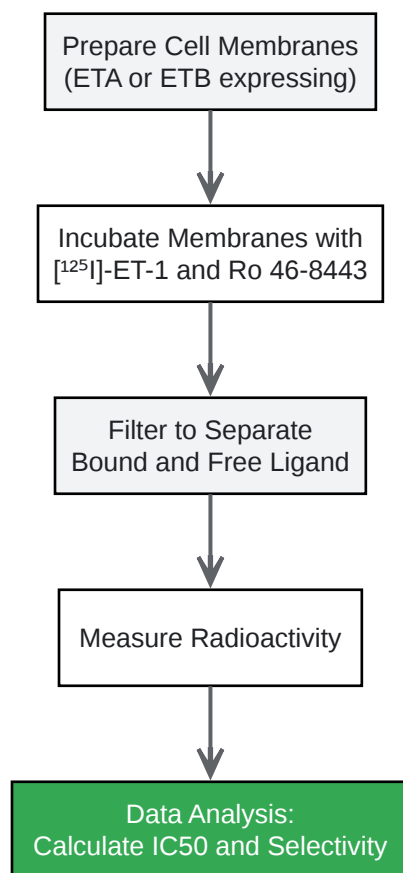 Prepare Cell Membranes
(ETA or ETB expressing)
Incubate Membranes with
[¹²⁵I]-ET-1 and Ro 46-8443
Filter to Separate
Bound and Free Ligand
Measure Radioactivity
Data Analysis:
Calculate IC50 and Selectivity